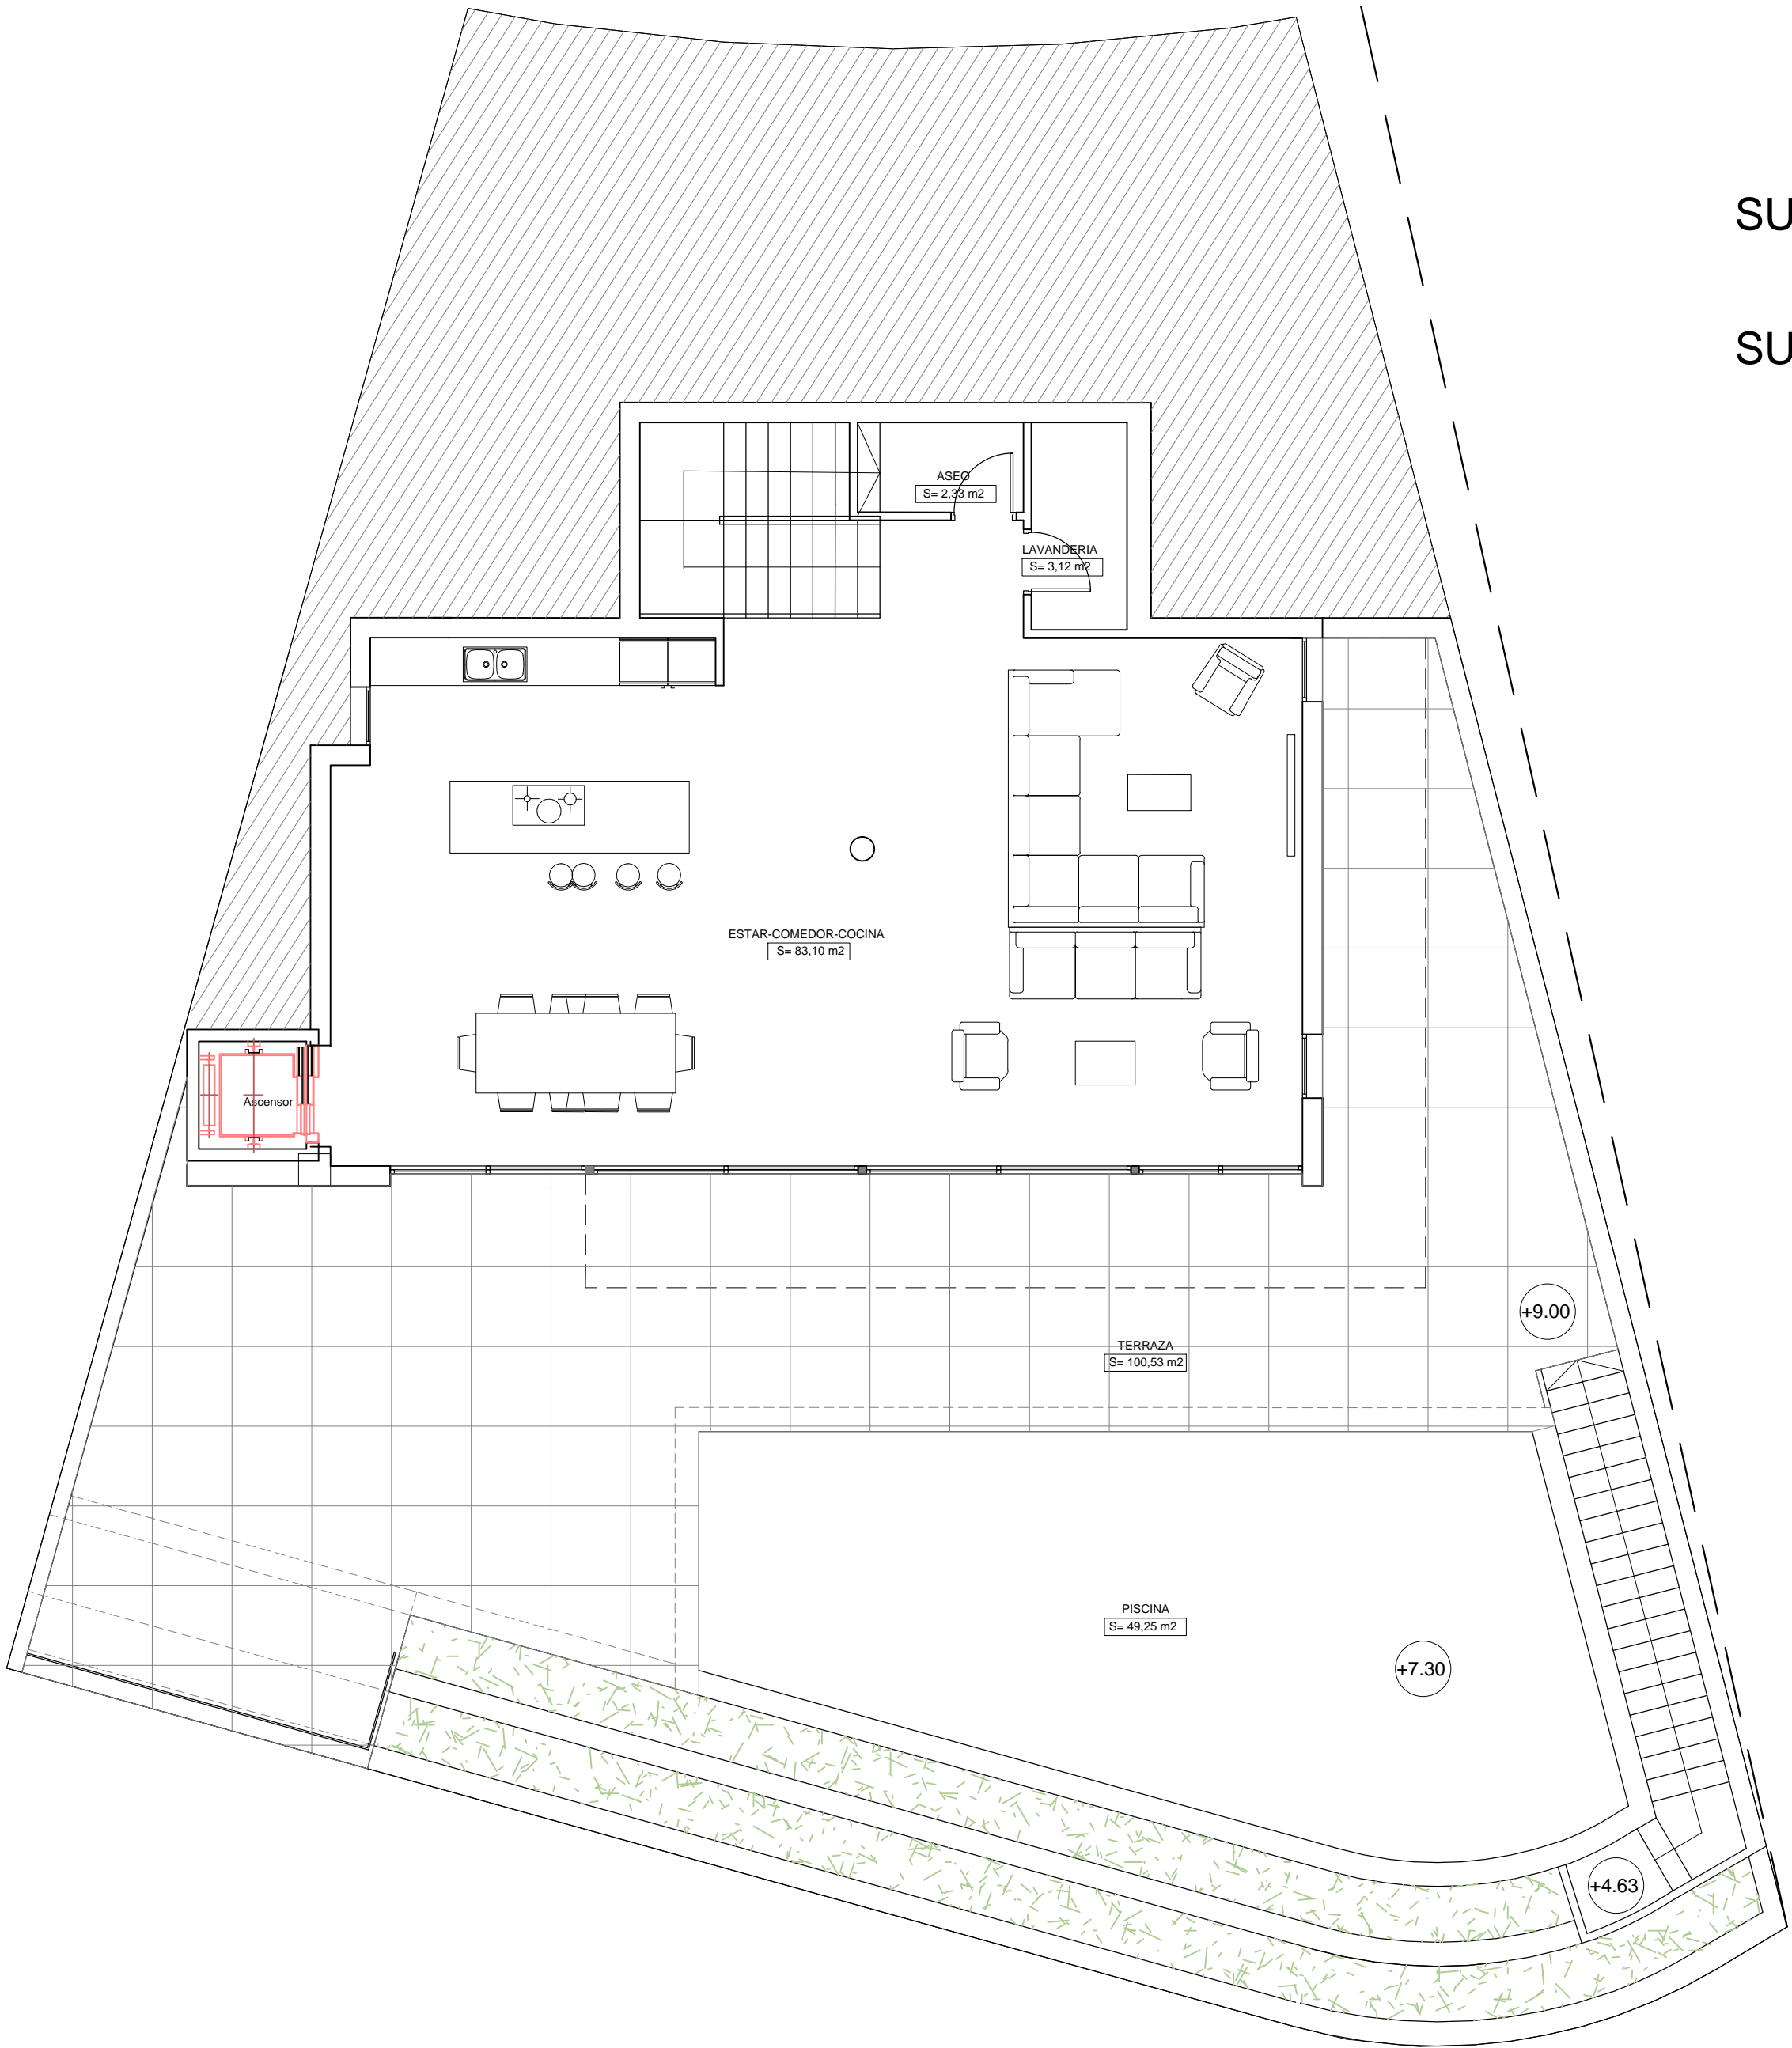 SU
SU
ASEO
S= 2,33 m2
LAVANDERIA
S= 3,12 m2
ESTAR-COMEDOR-COCINA
S= 83,10 m2
Ascensor
+9.00
TERRAZA
S= 100,53 m2
PISCINA
S= 49,25 m2
+7.30
+4.63